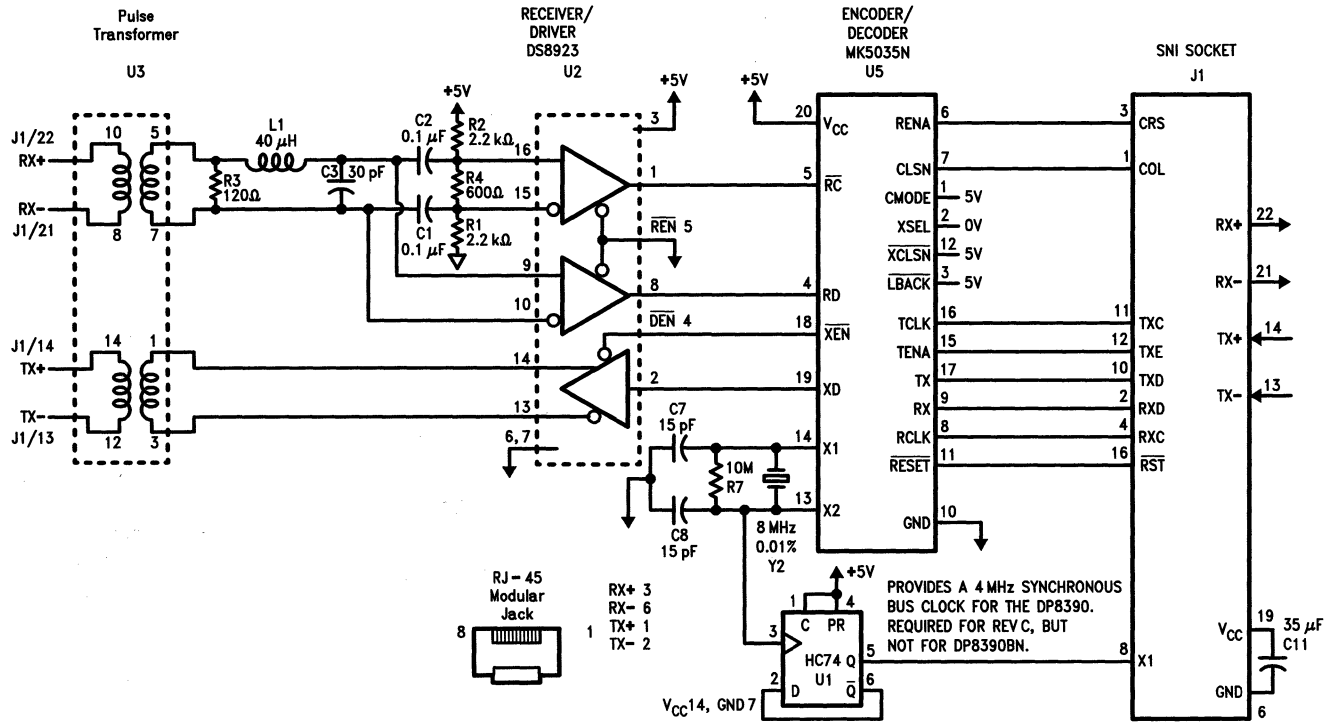 Pulse
Transformer
U3
RECEIVER/
DRIVER
DS8923
U2
ENCODER/
DECODER
MK5035N
U5
SNI SOCKET
J1
J1/22
RX+
RX-
J1/21
10
8
5
7
R3
120Ω
L1
40 μH
C3
30 pF
C2
0.1 μF
C1
0.1 μF
+5V
R2
2.2 kΩ
R4
600Ω
R1
2.2 kΩ
16
15
9
10
14
13
6, 7
+5V
3
1
R̅E̅N̅ 5
8
D̅E̅N̅ 4
2
J1/14
TX+
TX-
J1/13
14
12
1
3
+5V
20 VCC
5 R̅C̅
4 RD
18 X̅E̅N̅
19 XD
14 X1
13 X2
RENA 6
CLSN 7
CMODE 1 5V
XSEL 2 0V
X̅C̅L̅S̅N̅ 12 5V
L̅B̅A̅C̅K̅ 3 5V
TCLK 16
TENA 15
TX 17
RX 9
RCLK 8
R̅E̅S̅E̅T̅ 11
GND 10
3 CRS
1 COL
RX+ 22
RX- 21
11 TXC
TX+ 14
12 TXE
10 TXD
TX- 13
2 RXD
4 RXC
16 R̅S̅T̅
C7
15 pF
10M
R7
C8
15 pF
8 MHz
0.01%
Y2
RJ-45
Modular
Jack
8
1
RX+ 3
RX- 6
TX+ 1
TX- 2
+5V
1
4
C PR
3
HC74 Q 5
U1
2 D Q̅ 6
VCC14, GND 7
PROVIDES A 4 MHz SYNCHRONOUS
BUS CLOCK FOR THE DP8390.
REQUIRED FOR REV C, BUT
NOT FOR DP8390BN.
8 X1
VCC 19
35 μF
C11
GND
6